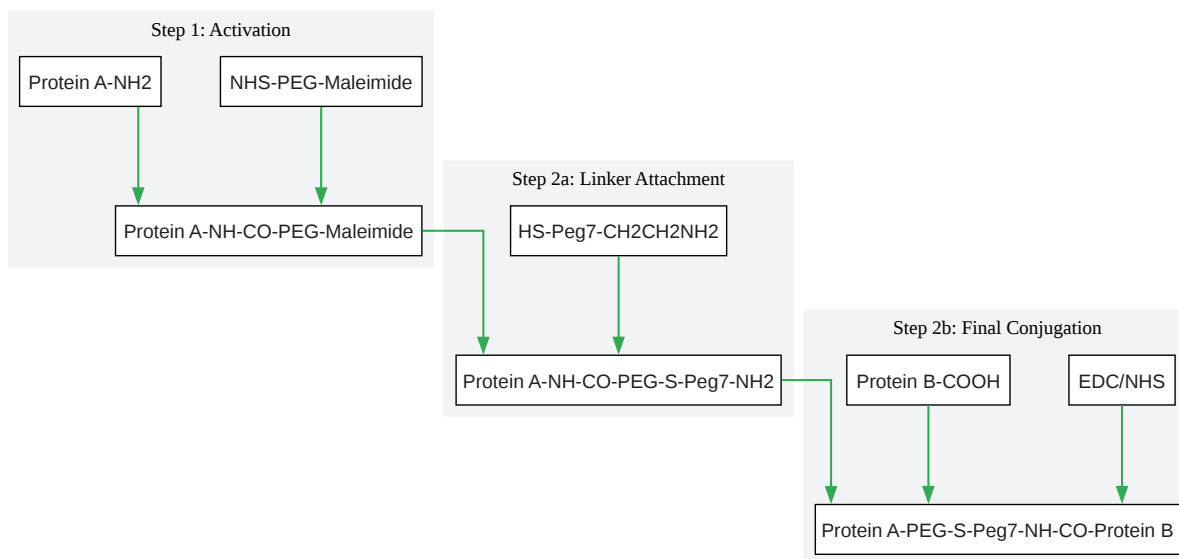 Step 1: Activation
Protein A-NH2
NHS-PEG-Maleimide
Protein A-NH-CO-PEG-Maleimide
Step 2a: Linker Attachment
HS-Peg7-CH2CH2NH2
Protein A-NH-CO-PEG-S-Peg7-NH2
Step 2b: Final Conjugation
Protein B-COOH
EDC/NHS
Protein A-PEG-S-Peg7-NH-CO-Protein B